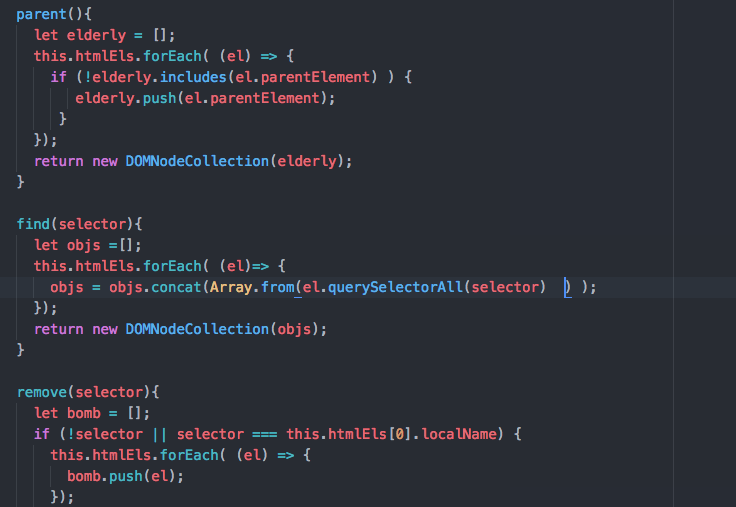 parent(){
  let elderly = [];
  this.htmlEls.forEach( (el) => {
    if (!elderly.includes(el.parentElement) ) {
       elderly.push(el.parentElement);
     }
  });
  return new DOMNodeCollection(elderly);
}

find(selector){
  let objs =[];
  this.htmlEls.forEach( (el)=> {
    objs = objs.concat(Array.from(el.querySelectorAll(selector)  ) );
  });
  return new DOMNodeCollection(objs);
}

remove(selector){
  let bomb = [];
  if (!selector || selector === this.htmlEls[0].localName) {
    this.htmlEls.forEach( (el) => {
      bomb.push(el);
    });